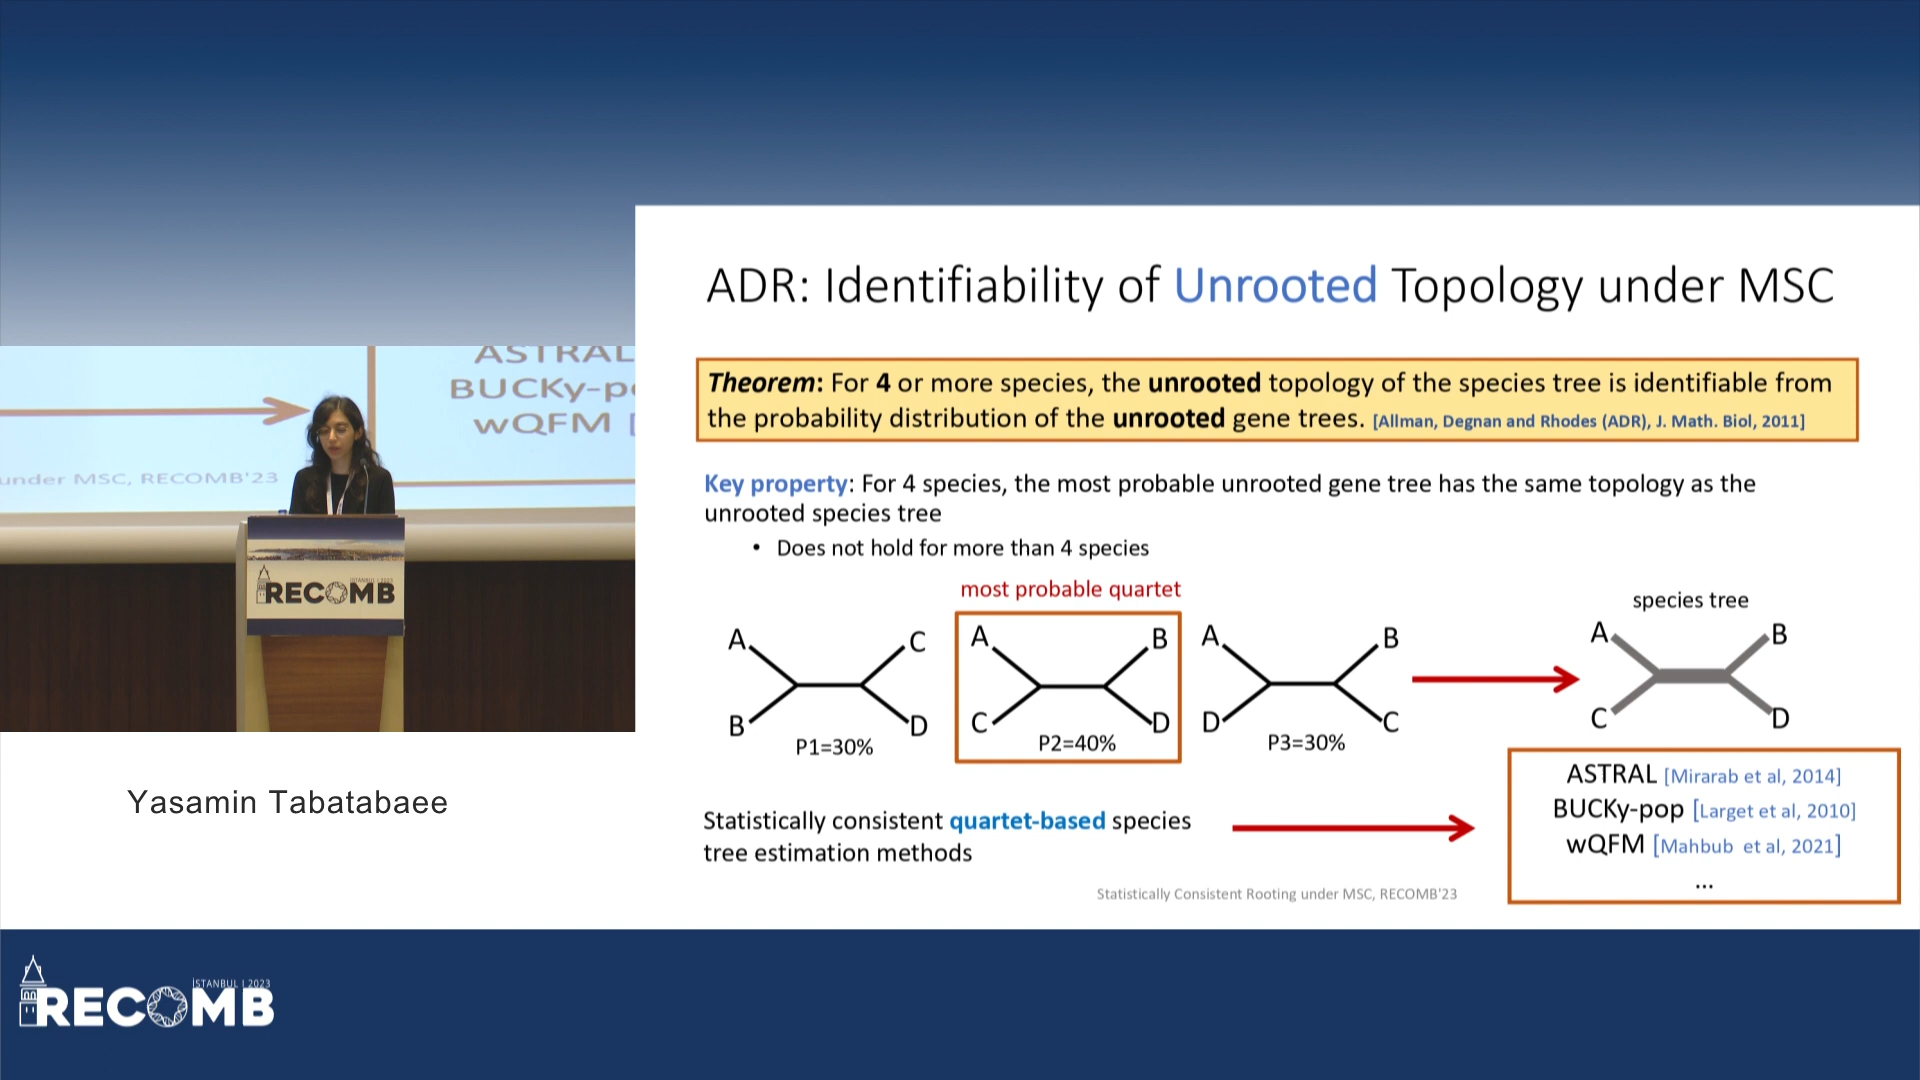 ADR: Identifiability of Unrooted Topology under MSC
Theorem: For 4 or more species, the unrooted topology of the species tree is identifiable from
the probability distribution of the unrooted gene trees. [Allman, Degnan and Rhodes (ADR), J. Math. Biol, 2011]
Key property: For 4 species, the most probable unrooted gene tree has the same topology as the
unrooted species tree
• Does not hold for more than 4 species
most probable quartet
A
B
C
D
P1=30%
A
C
B
D
P2=40%
A
D
B
C
P3=30%
species tree
A
C
B
D
Statistically consistent quartet-based species
tree estimation methods
ASTRAL [Mirarab et al, 2014]
BUCKy-pop [Larget et al, 2010]
wQFM [Mahbub et al, 2021]
...
Statistically Consistent Rooting under MSC, RECOMB'23
ASTRAL
BUCKy-p
wQFM [
under MSC, RECOMB'23
ISTANBUL | 2023
RECOMB
Yasamin Tabatabaee
İSTANBUL | 2023
RECOMB